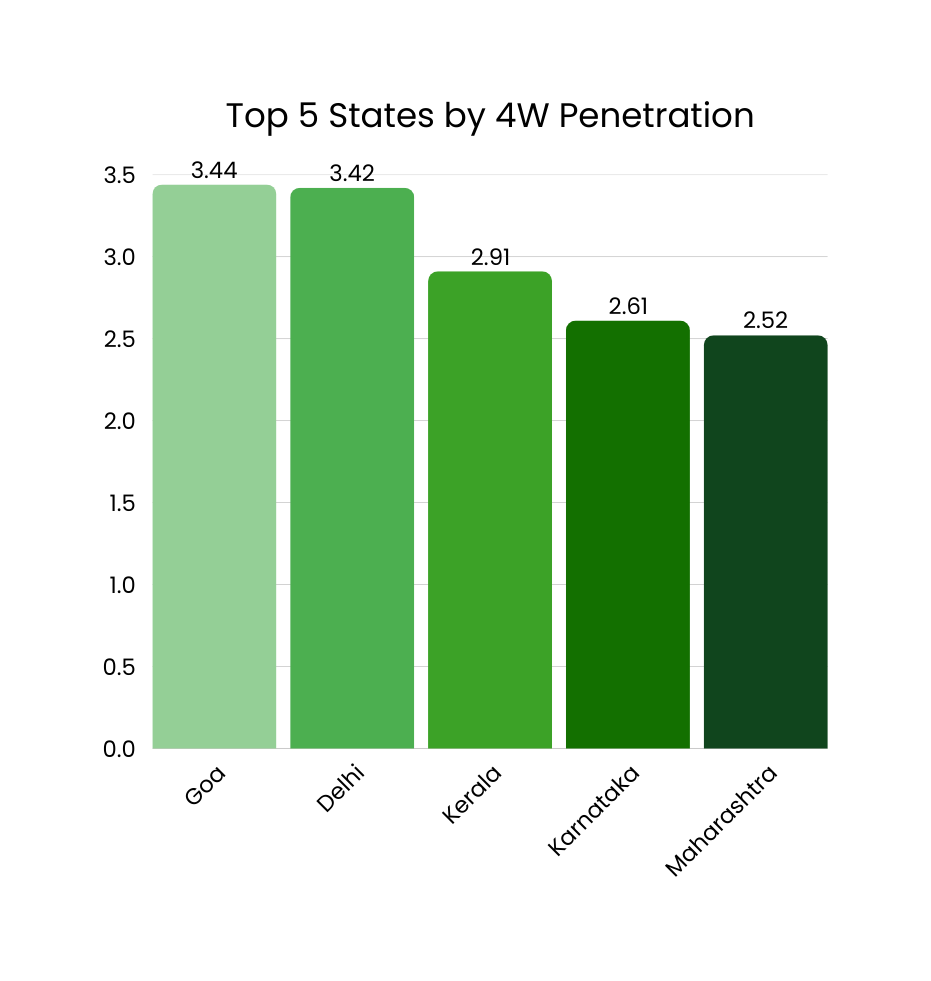 Top 5 States by 4W Penetration
3.5
3.0
2.5
2.0
1.5
1.0
0.5
0.0
3.44
3.42
2.91
2.61
2.52
Goa
Delhi
Kerala
Karnataka
Maharashtra